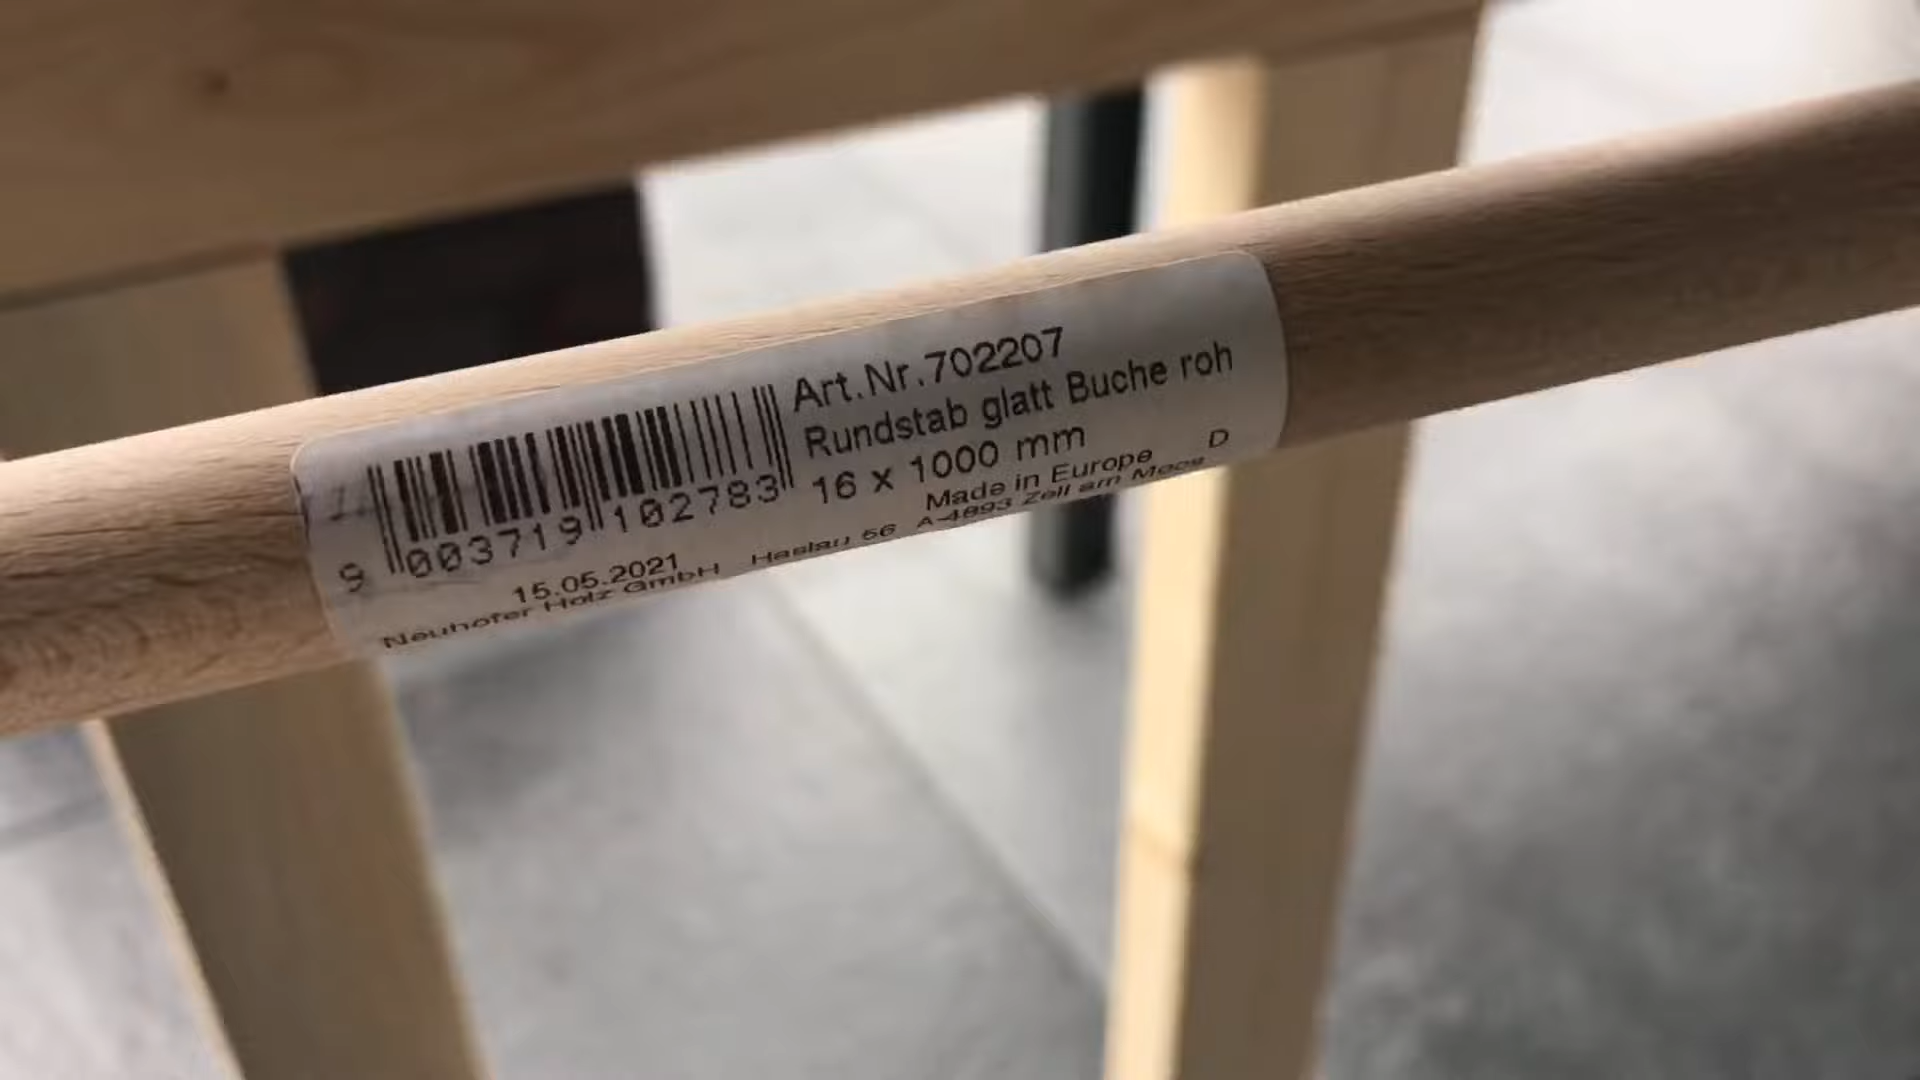 Art.Nr.702207
Rundstab glatt Buche roh
16 x 1000 mm
9 003719 102783
Made in Europe D
15.05.2021
Neuhofer Holz GmbH Haslau 56 A-4893 Zell am Moos